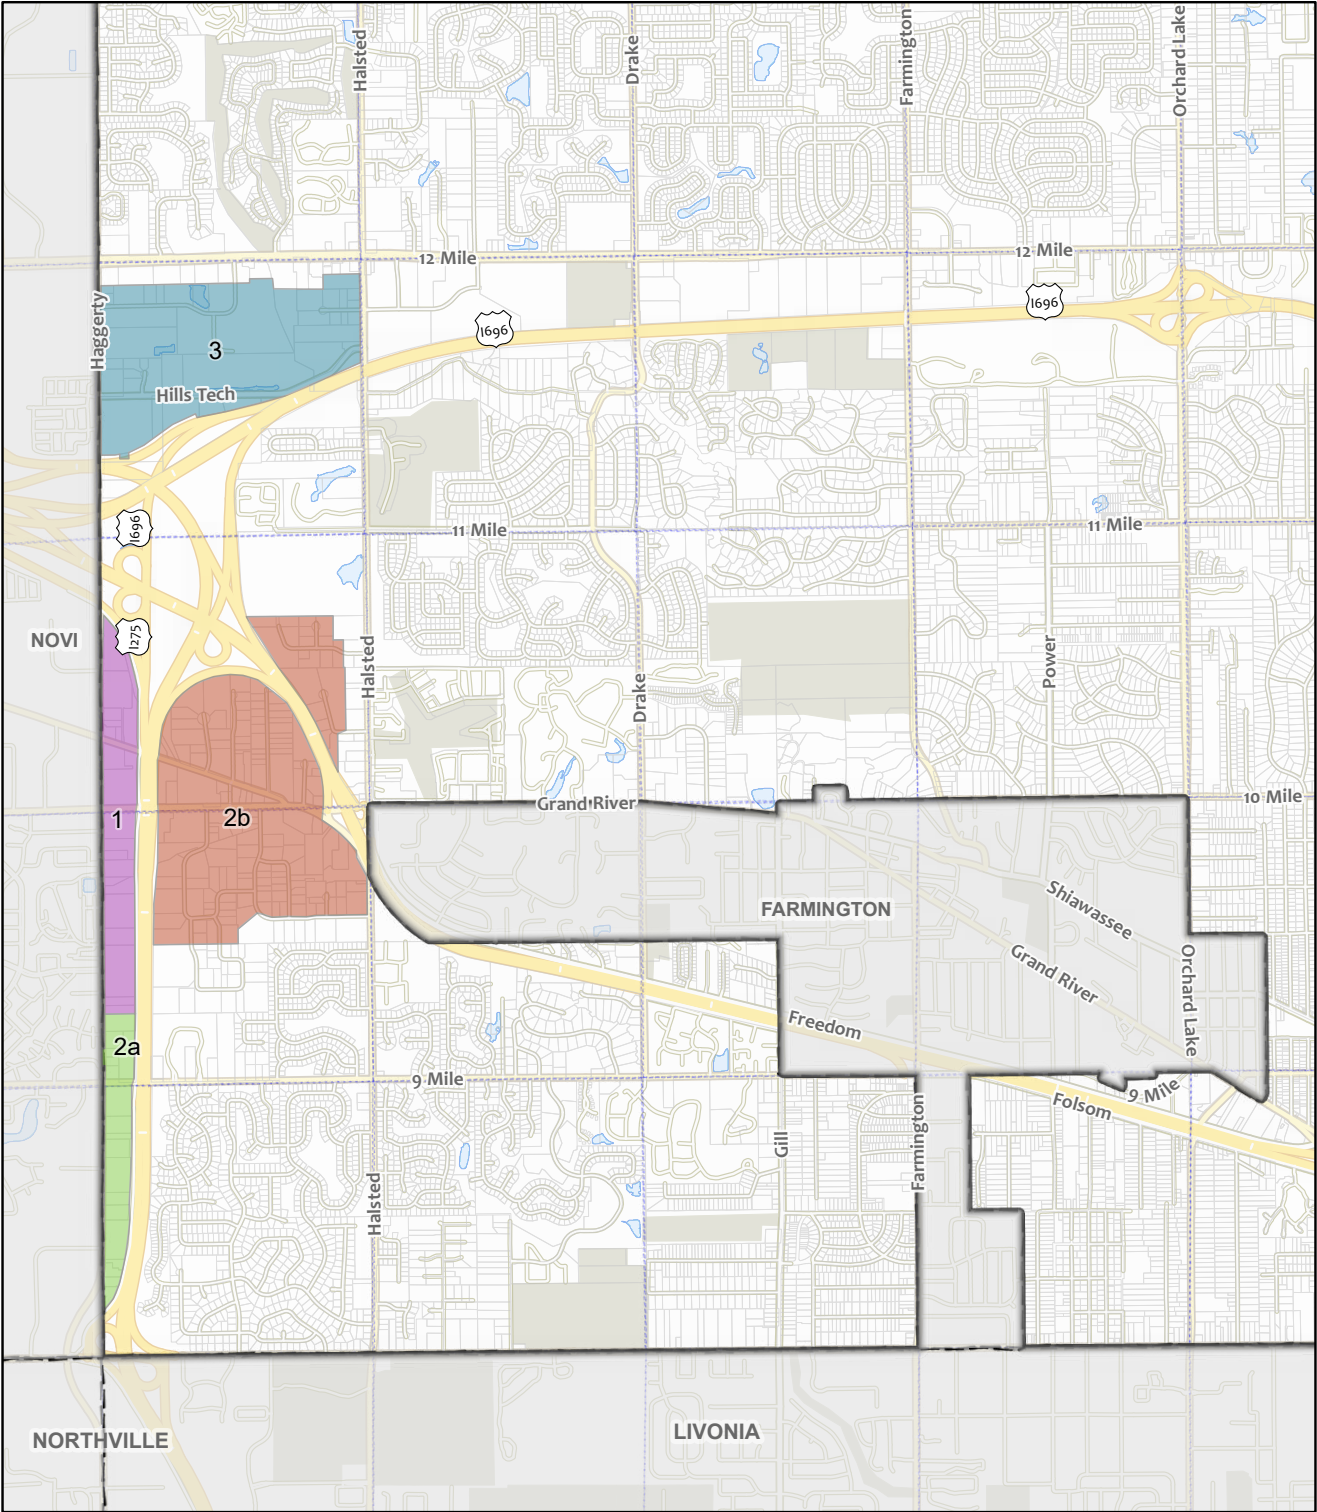 Halsted
Drake
Farmington
Orchard Lake
12 Mile
12 Mile
I696
I696
Haggerty
3
Hills Tech
I696
11 Mile
11 Mile
NOVI
I275
Halsted
Drake
Power
1
2b
Grand River
10 Mile
FARMINGTON
Shiawassee
Grand River
Orchard Lake
Freedom
2a
9 Mile
9 Mile
Folsom
Gill
Farmington
Halsted
NORTHVILLE
LIVONIA